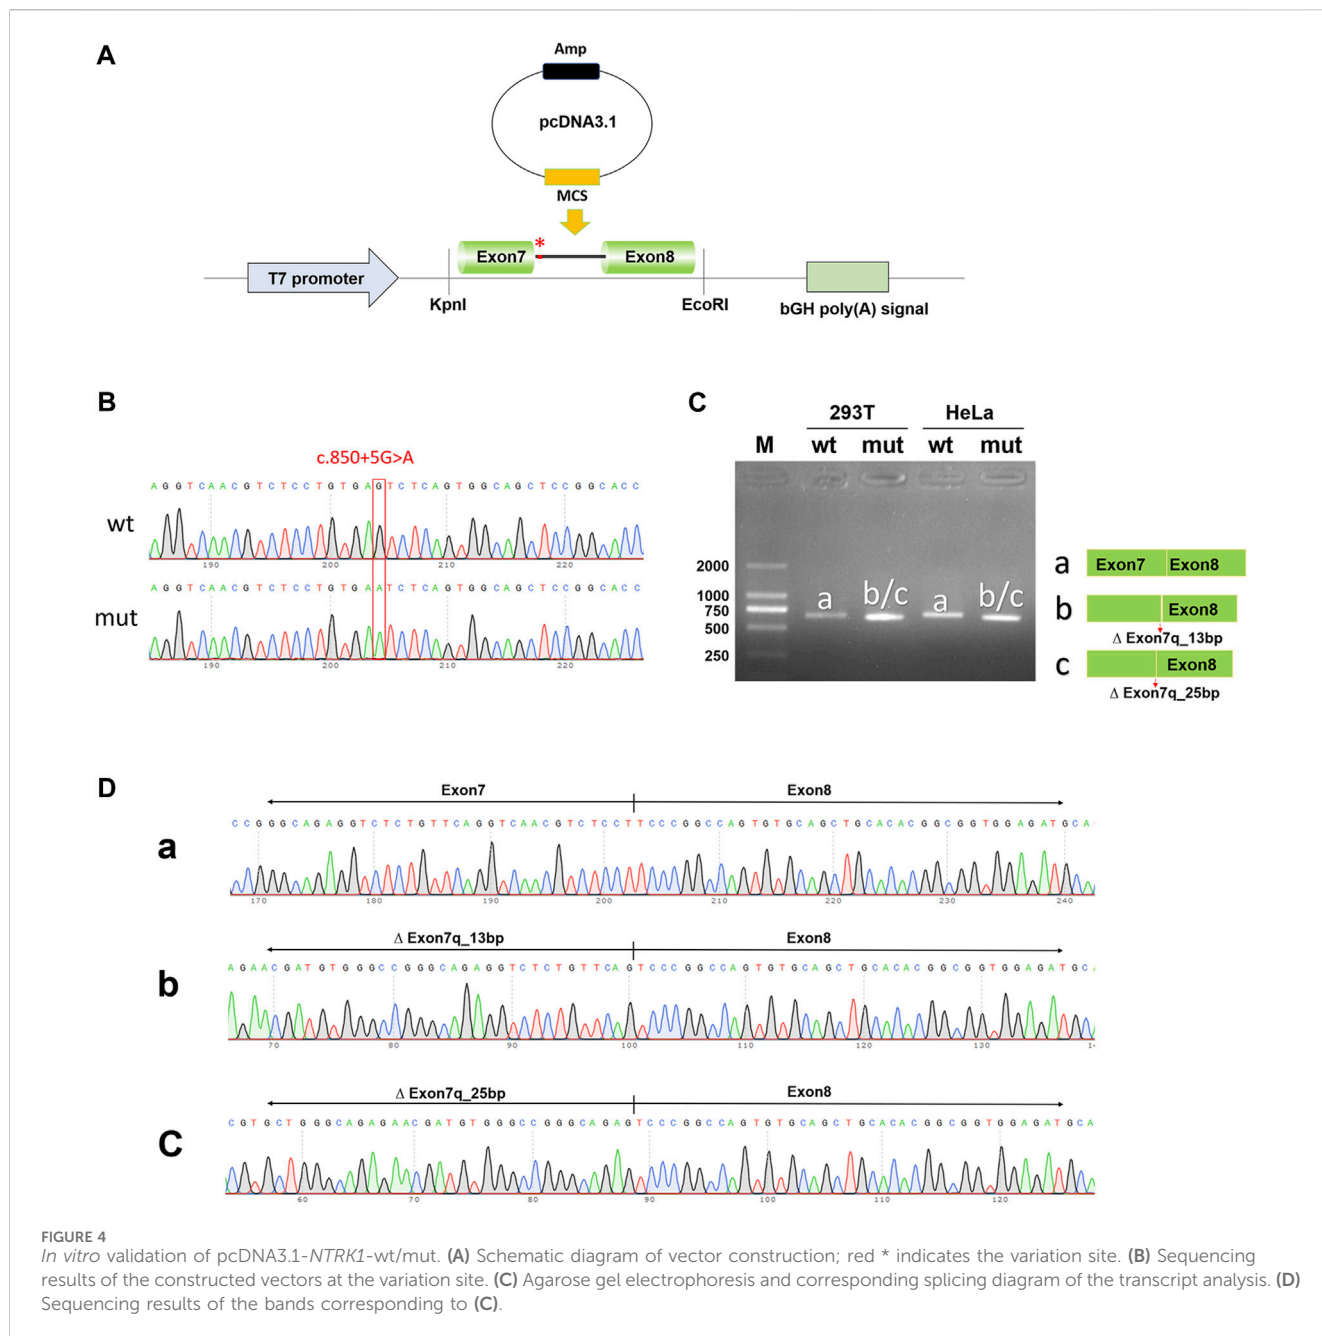 A
Amp
pcDNA3.1
MCS
*
Exon7
Exon8
T7 promoter
KpnI
EcoRI
bGH poly(A) signal
B
c.850+5G>A
AGGTCAACGTCTCCTGTGAGTCTCAGTGGCAGCTCCGGCACC
wt
190 200 210 220
AGGTCAACGTCTCCTGTGAATCTCAGTGGCAGCTCCGGCACC
mut
190 200 210 220
C
293T HeLa
M wt mut wt mut
2000
1000
750
500
250
a b/c a b/c
a Exon7 Exon8
b Exon8
Δ Exon7q_13bp
c Exon8
Δ Exon7q_25bp
D
Exon7 Exon8
CCGGGCAGAGGTCTCTGTTCAGGTCAACGTCTCCTTCCCGGCCAGTGTGCAGCTGCACACGGCGGTGGAGATGCA
a
170 180 190 200 210 220 230 240
Δ Exon7q_13bp Exon8
AGAACGATGTGGGCCGGGCAGAGGTCTCTGTTCAGTCCCGGCCAGTGTGCAGCTGCACACGGCGGTGGAGATGC
b
70 80 90 100 110 120 130
Δ Exon7q_25bp Exon8
CGTGCTGGGCAGAGAACGATGTGGGCCGGGCAGAGTCCCGGCCAGTGTGCAGCTGCACACGGCGGTGGAGATGCA
C
60 70 80 90 100 110 120
FIGURE 4
In vitro validation of pcDNA3.1-NTRK1-wt/mut. (A) Schematic diagram of vector construction; red * indicates the variation site. (B) Sequencing
results of the constructed vectors at the variation site. (C) Agarose gel electrophoresis and corresponding splicing diagram of the transcript analysis. (D)
Sequencing results of the bands corresponding to (C).